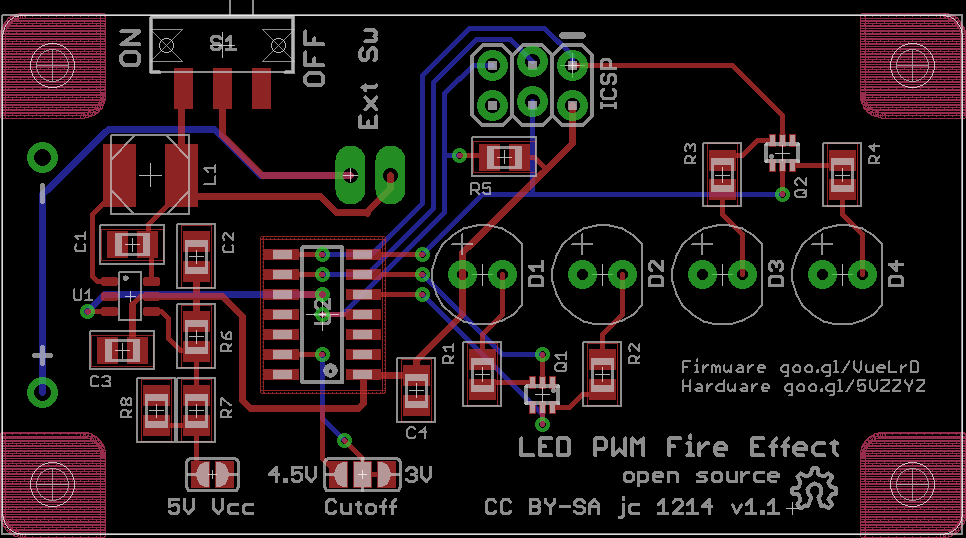 ON
S1
OFF
Ext Sw
ICSP
L1
R5
R3
Q2
R4
C1
C2
U1
D1
D2
D3
D4
C3
R6
R1
Q1
R2
R8
R7
C4
Firmware goo.gl/VueLrD
Hardware goo.gl/5VZZYZ
LED PWM Fire Effect
4.5V
3V
open source
5V Vcc
Cutoff
CC BY-SA jc 1214 v1.1